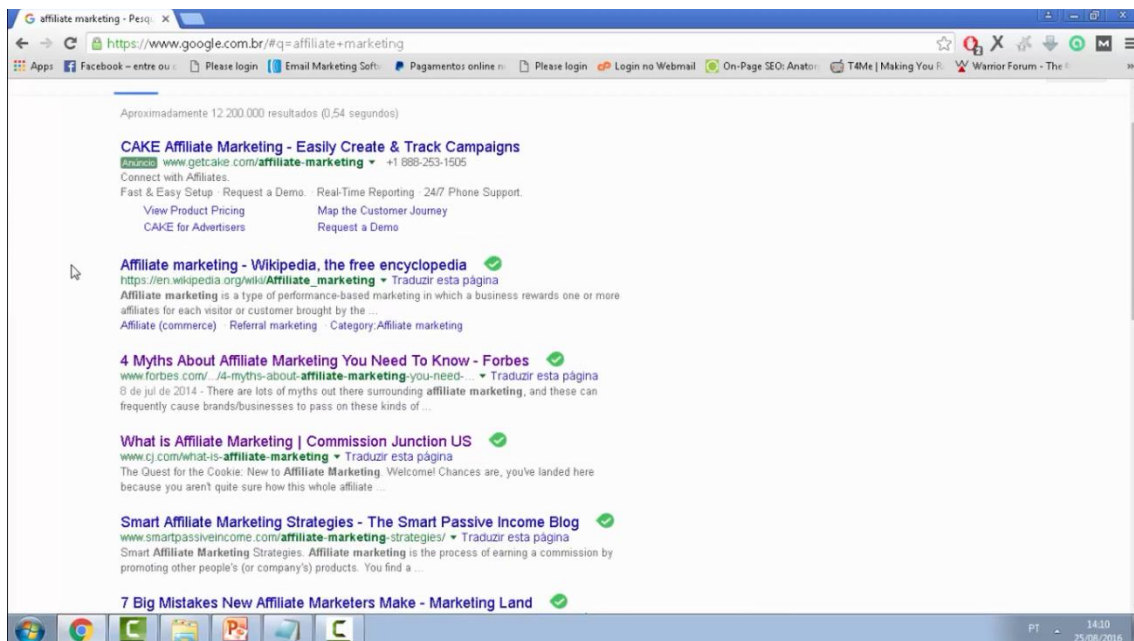 affiliate marketing - Pesqu
https://www.google.com.br/#q=affiliate+marketing
Apps Facebook – entre ou c Please login Email Marketing Soft Pagamentos online n Please login Login no Webmail On-Page SEO: Anatom T4Me | Making You R Warrior Forum - The
Aproximadamente 12.200.000 resultados (0,54 segundos)
CAKE Affiliate Marketing - Easily Create & Track Campaigns
Anúncio www.getcake.com/affiliate-marketing +1 888-253-1505
Connect with Affiliates.
Fast & Easy Setup · Request a Demo. · Real-Time Reporting · 24/7 Phone Support.
View Product Pricing Map the Customer Journey
CAKE for Advertisers Request a Demo
Affiliate marketing - Wikipedia, the free encyclopedia
https://en.wikipedia.org/wiki/Affiliate_marketing Traduzir esta página
Affiliate marketing is a type of performance-based marketing in which a business rewards one or more
affiliates for each visitor or customer brought by the ...
Affiliate (commerce) · Referral marketing · Category:Affiliate marketing
4 Myths About Affiliate Marketing You Need To Know - Forbes
www.forbes.com/.../4-myths-about-affiliate-marketing-you-need-... Traduzir esta página
8 de jul de 2014 - There are lots of myths out there surrounding affiliate marketing, and these can
frequently cause brands/businesses to pass on these kinds of ...
What is Affiliate Marketing | Commission Junction US
www.cj.com/what-is-affiliate-marketing Traduzir esta página
The Quest for the Cookie: New to Affiliate Marketing. Welcome! Chances are, you've landed here
because you aren't quite sure how this whole affiliate ...
Smart Affiliate Marketing Strategies - The Smart Passive Income Blog
www.smartpassiveincome.com/affiliate-marketing-strategies/ Traduzir esta página
Smart Affiliate Marketing Strategies. Affiliate marketing is the process of earning a commission by
promoting other people's (or company's) products. You find a ...
7 Big Mistakes New Affiliate Marketers Make - Marketing Land
PT 14:10
25/08/2016